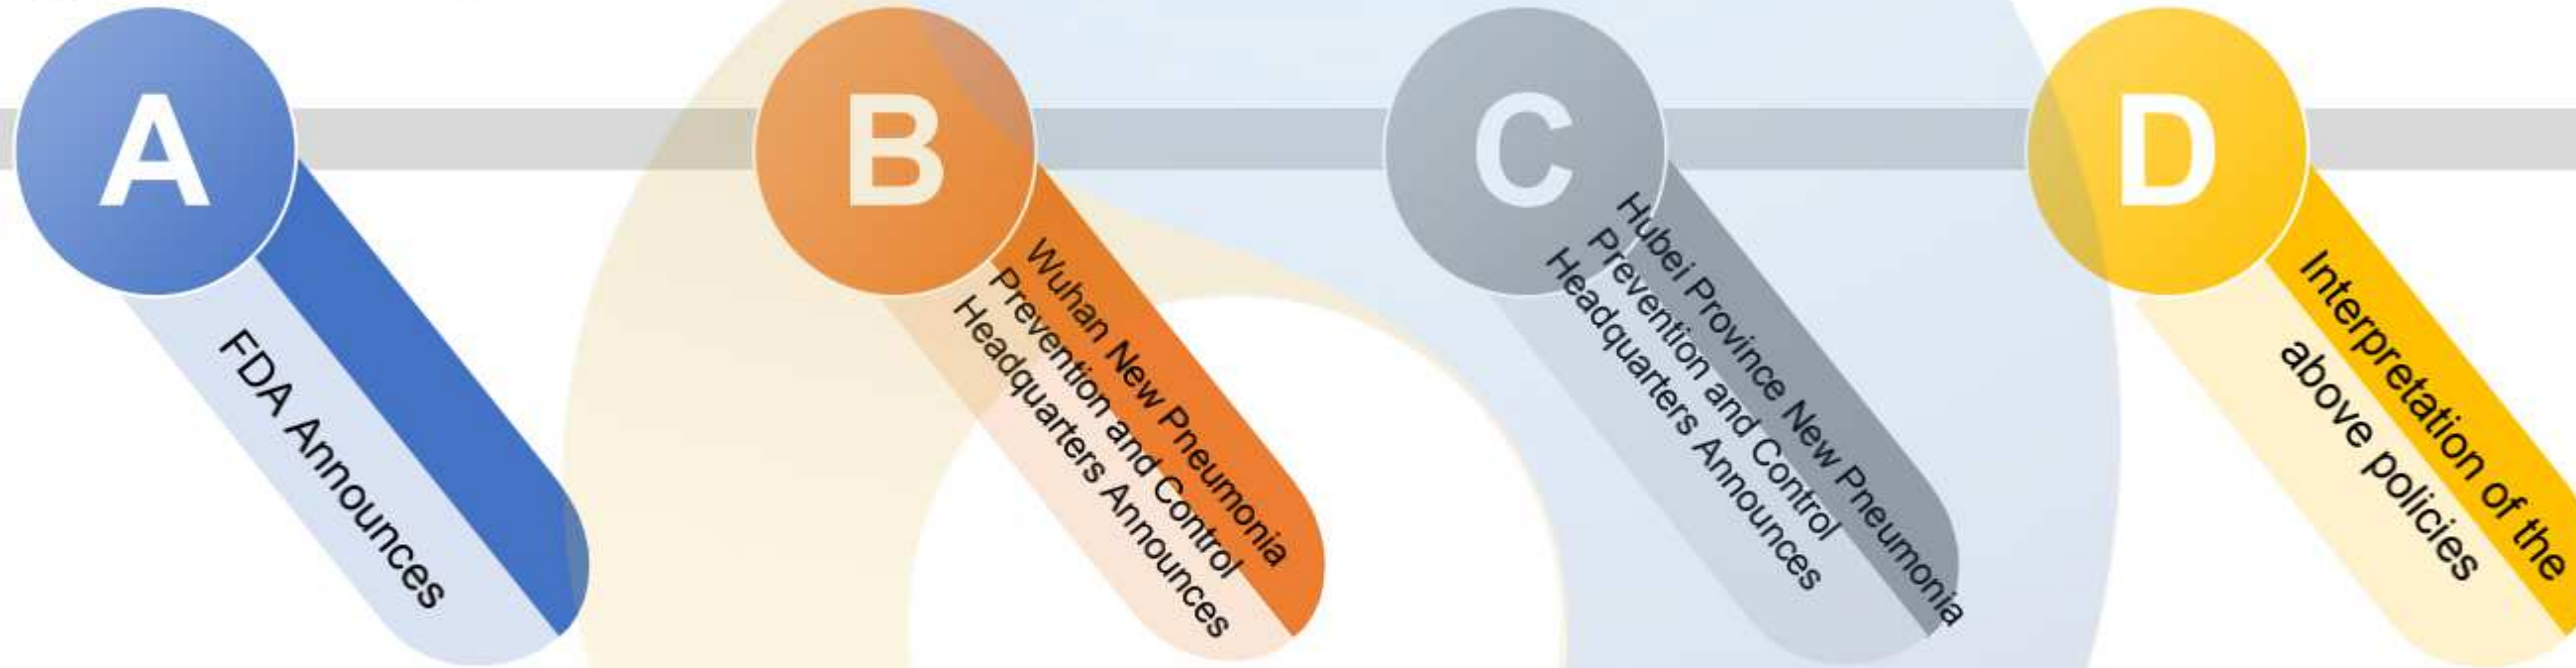 A
FDA Announces
B
Wuhan New Pneumonia
Prevention and Control
Headquarters Announces
C
Hubei Province New Pneumonia
Prevention and Control
Headquarters Announces
D
Interpretation of the
above policies